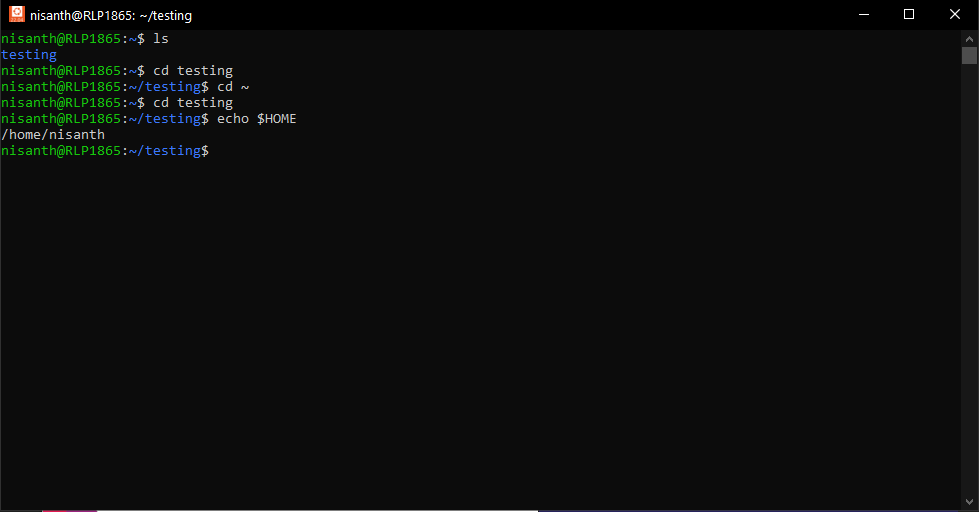 nisanth@RLP1865: ~/testing
nisanth@RLP1865:~$ ls
testing
nisanth@RLP1865:~$ cd testing
nisanth@RLP1865:~/testing$ cd ~
nisanth@RLP1865:~$ cd testing
nisanth@RLP1865:~/testing$ echo $HOME
/home/nisanth
nisanth@RLP1865:~/testing$